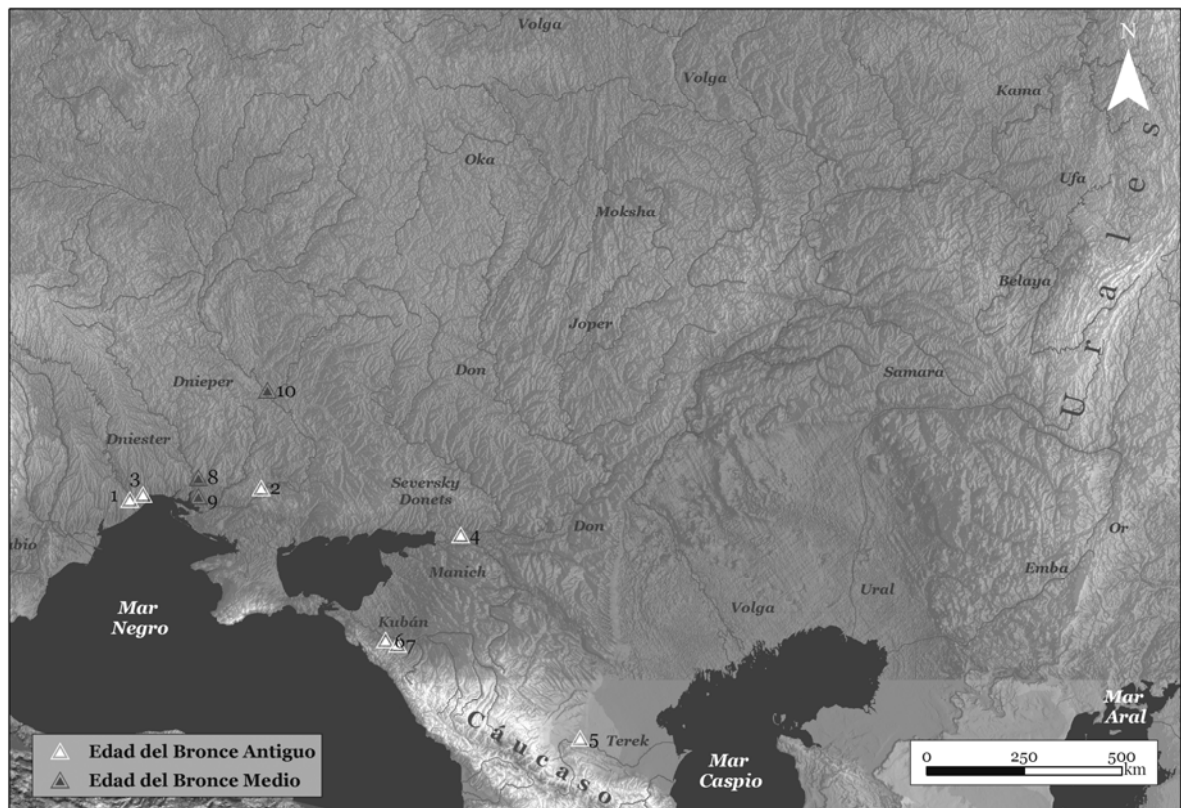 Volga
N
Volga
Kama
Oka
Ufa
Moksha
Urales
Belaya
Joper
Don
Samara
Dnieper
10
Dniester
8
3
2
1
9
Seversky
Donets
Don
Or
4
Manich
Emba
Ural
Volga
Mar
Negro
Kubán
6
7
Mar
Aral
Cáucaso
5
Terek
Mar
Caspio
Edad del Bronce Antiguo
Edad del Bronce Medio
0 250 500
km